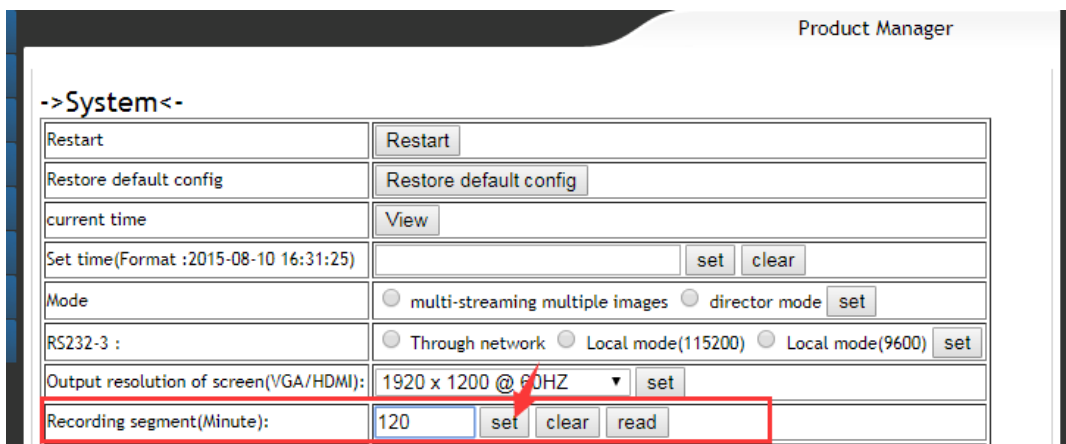 Product Manager
->System<-
Restart Restart
Restore default config Restore default config
current time View
Set time(Format :2015-08-10 16:31:25) set clear
Mode multi-streaming multiple images director mode set
RS232-3 : Through network Local mode(115200) Local mode(9600) set
Output resolution of screen(VGA/HDMI): 1920 x 1200 @ 60HZ set
Recording segment(Minute): 120 set clear read